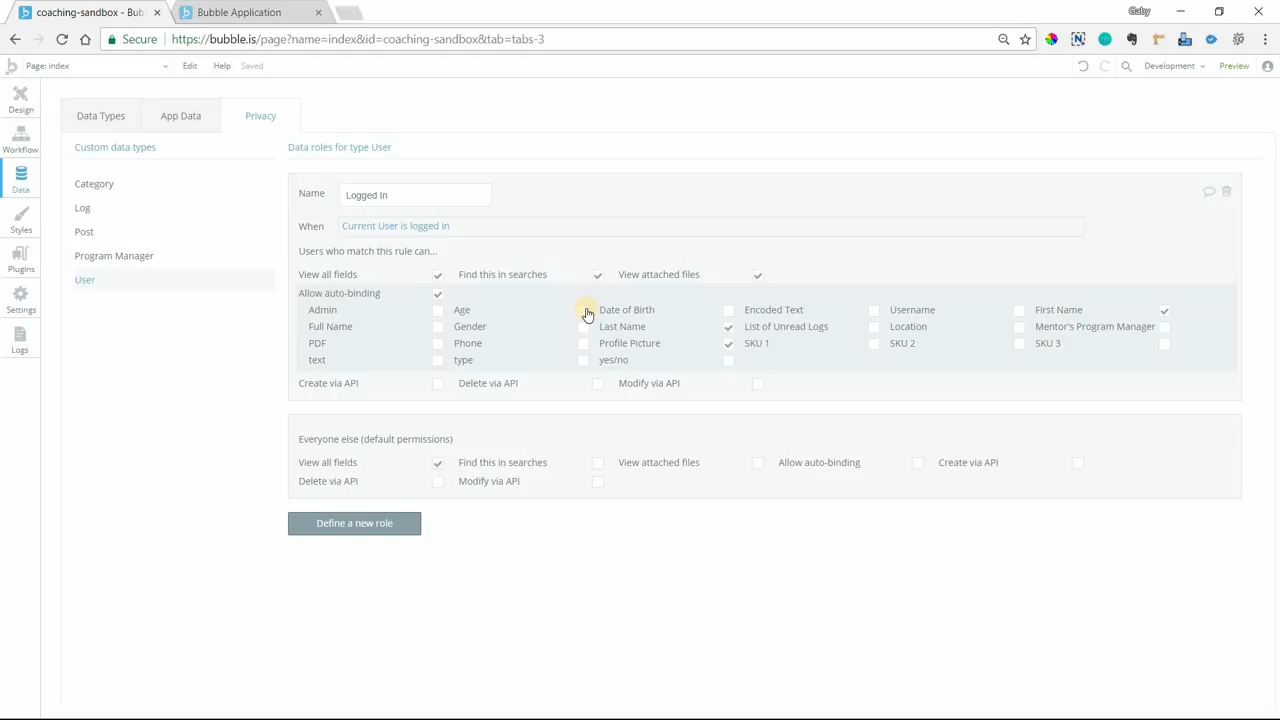 coaching-sandbox - Bub
Bubble Application
Gaby
Secure
https://bubble.is/page?name=index&id=coaching-sandbox&tab=tabs-3
Page: index
Edit
Help
Saved
Development
Preview
Design
Workflow
Data
Styles
Plugins
Settings
Logs
Data Types
App Data
Privacy
Custom data types
Category
Log
Post
Program Manager
User
Data roles for type User
Name
Logged In
When
Current User is logged in
Users who match this rule can...
View all fields
Find this in searches
View attached files
Allow auto-binding
Admin
Age
Date of Birth
Encoded Text
Username
First Name
Full Name
Gender
Last Name
List of Unread Logs
Location
Mentor's Program Manager
PDF
Phone
Profile Picture
SKU 1
SKU 2
SKU 3
text
type
yes/no
Create via API
Delete via API
Modify via API
Everyone else (default permissions)
View all fields
Find this in searches
View attached files
Allow auto-binding
Create via API
Delete via API
Modify via API
Define a new role